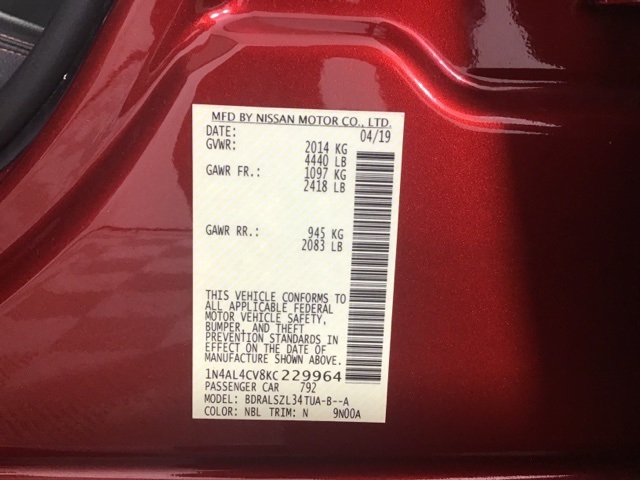 MFD BY NISSAN MOTOR CO., LTD.
DATE: 04/19
GVWR: 2014 KG
4440 LB
GAWR FR.: 1097 KG
2418 LB
GAWR RR.: 945 KG
2083 LB
THIS VEHICLE CONFORMS TO
ALL APPLICABLE FEDERAL
MOTOR VEHICLE SAFETY,
BUMPER, AND THEFT
PREVENTION STANDARDS IN
EFFECT ON THE DATE OF
MANUFACTURE SHOWN ABOVE.
1N4AL4CV8KC229964
PASSENGER CAR 792
MODEL: BDRALSZL34TUA-B--A
COLOR: NBL TRIM: N 9N00A